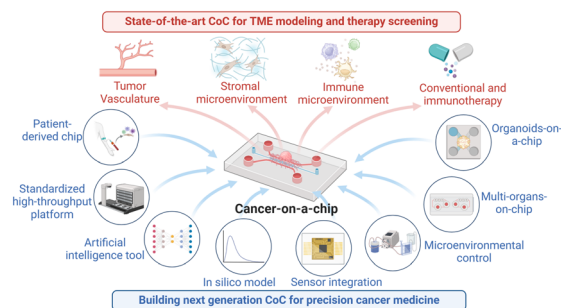 State-of-the-art CoC for TME modeling and therapy screening
Tumor
Vasculature
Stromal
microenvironment
Immune
microenvironment
Conventional and
immunotherapy
Patient-
derived chip
Organoids-on-
a-chip
Standardized
high-throughput
platform
Cancer-on-a-chip
Multi-organs-
on-chip
Artificial
intelligence tool
In silico model
Sensor integration
Microenvironmental
control
Building next generation CoC for precision cancer medicine